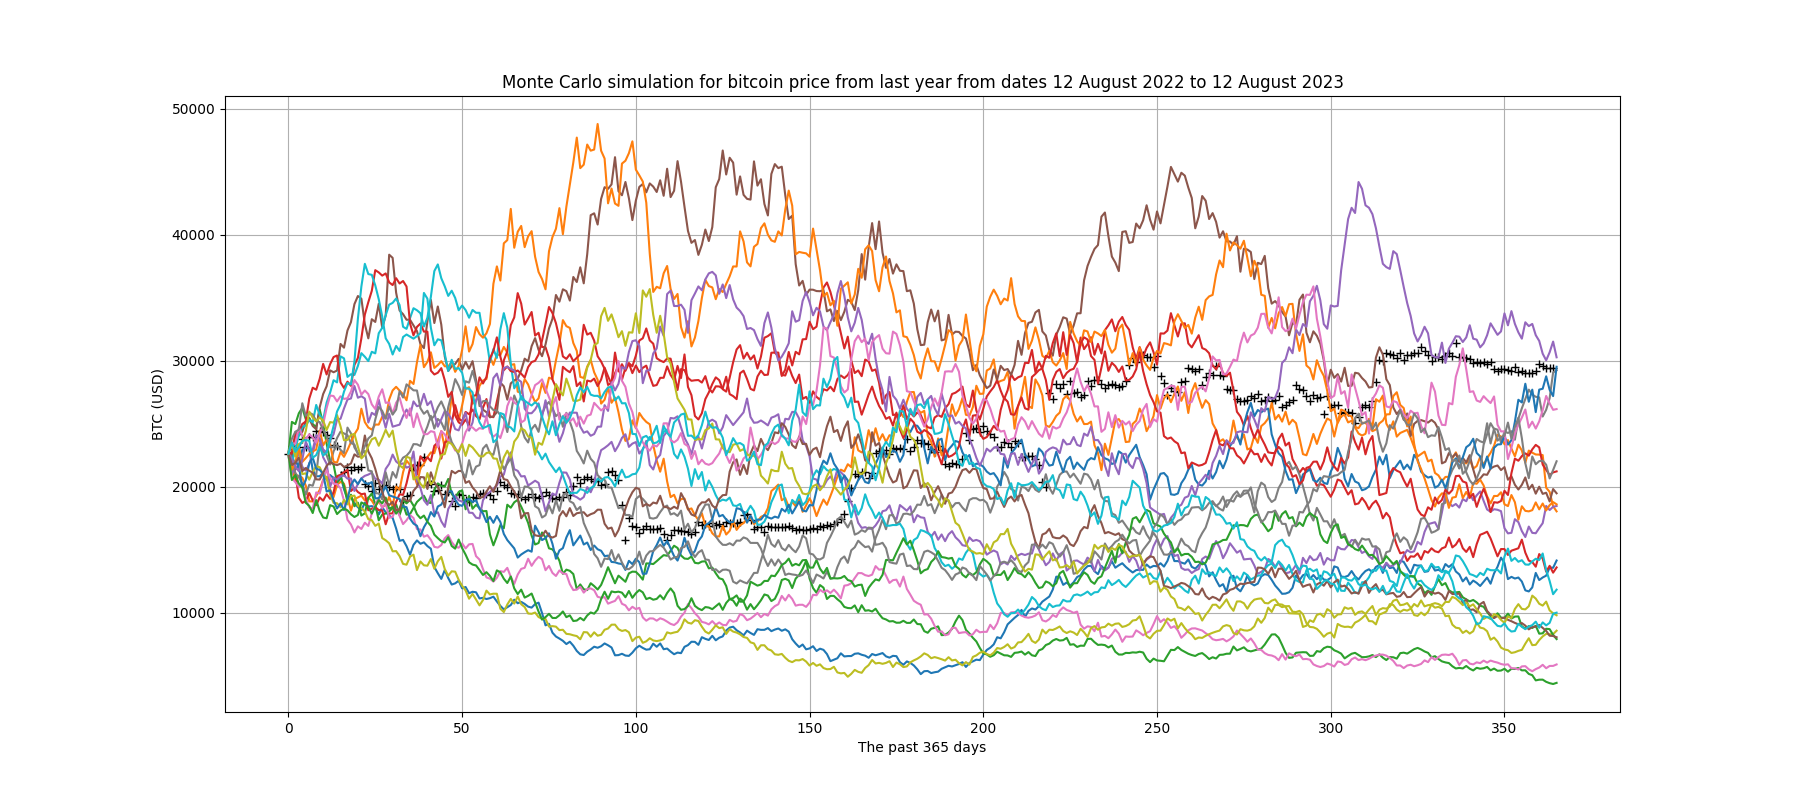 Monte Carlo simulation for bitcoin price from last year from dates 12 August 2022 to 12 August 2023
50000
40000
30000
20000
10000
BTC (USD)
0 50 100 150 200 250 300 350
The past 365 days